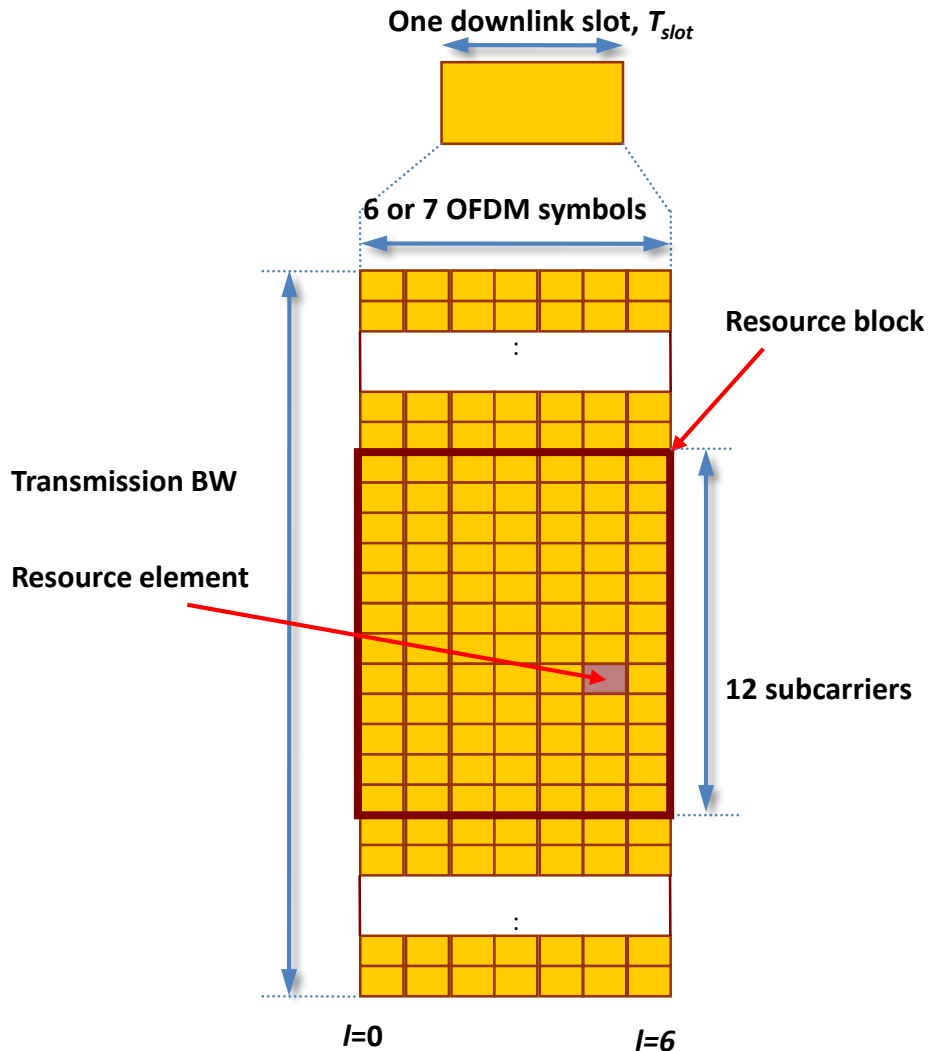 One downlink slot, Tslot
6 or 7 OFDM symbols
Resource block
:
Transmission BW
Resource element
12 subcarriers
:
l=0
l=6